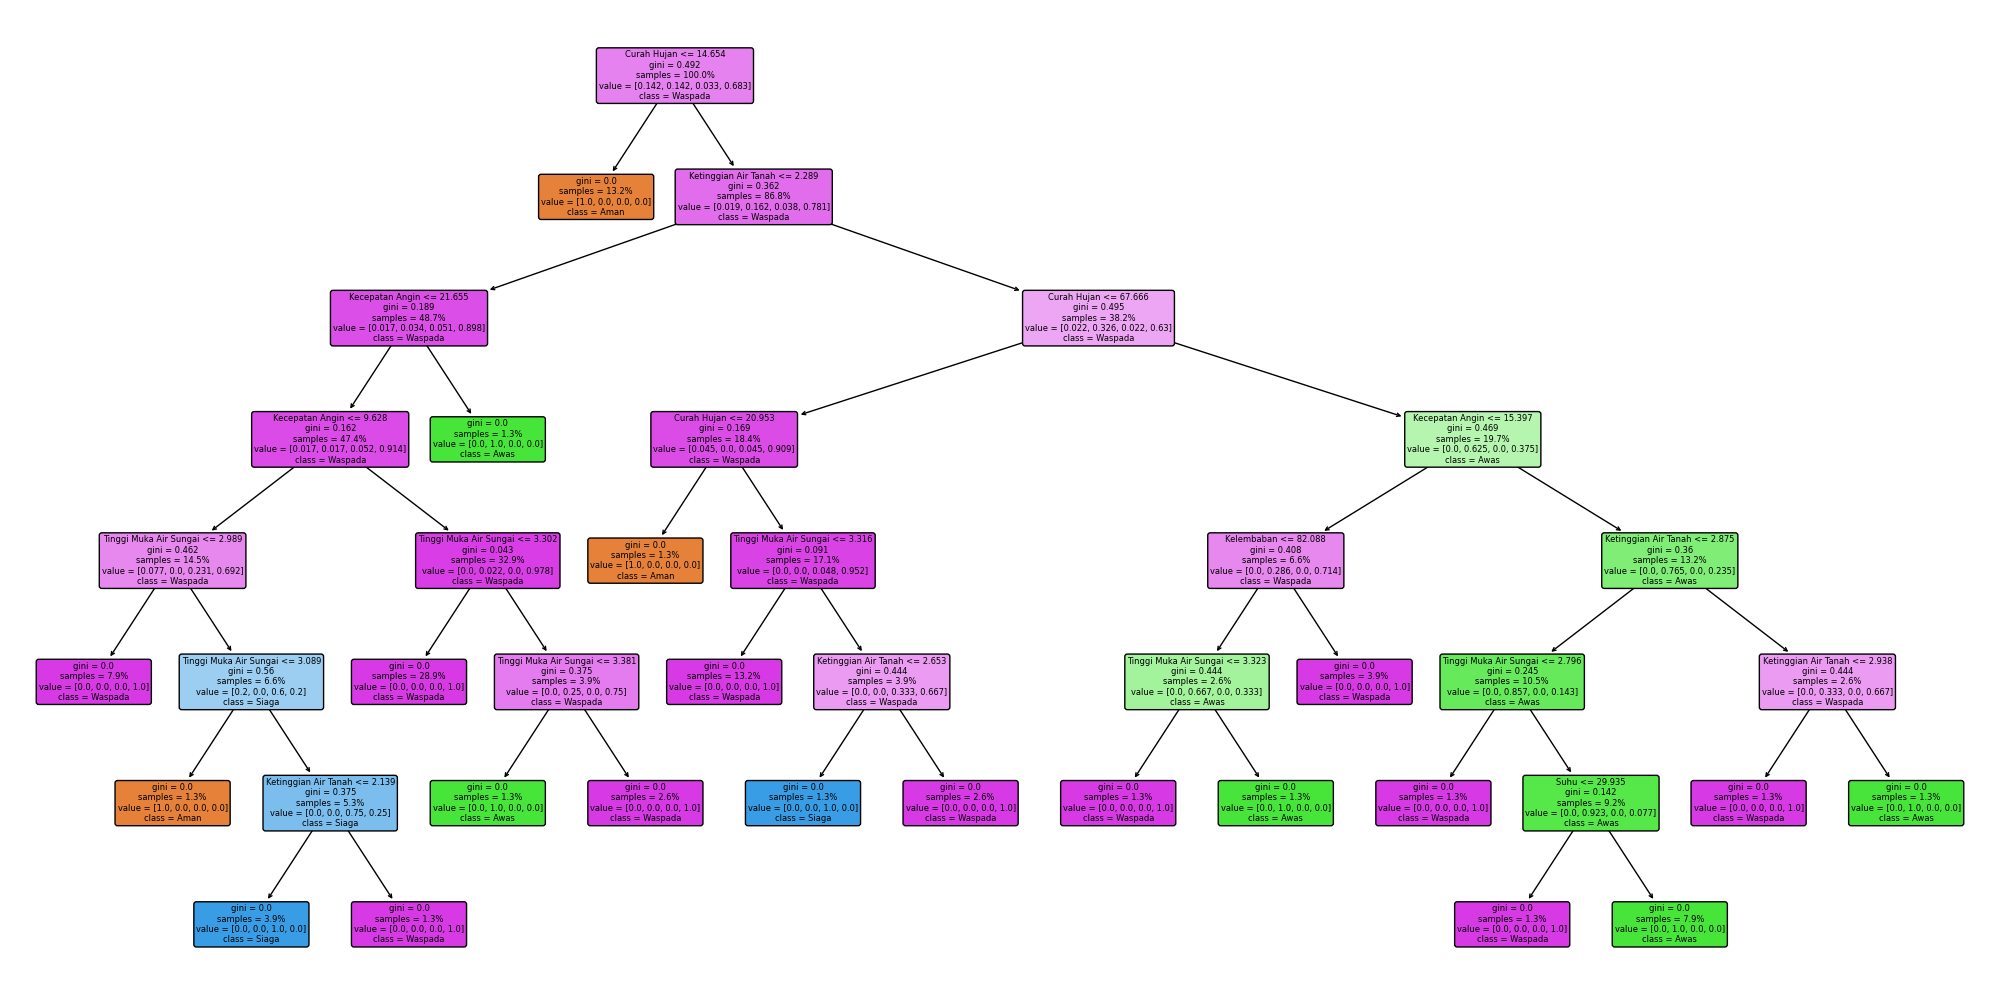 Curah Hujan <= 14.654
gini = 0.492
samples = 100.0%
value = [0.142, 0.142, 0.033, 0.683]
class = Waspada
gini = 0.0
samples = 13.2%
value = [1.0, 0.0, 0.0, 0.0]
class = Aman
Ketinggian Air Tanah <= 2.289
gini = 0.362
samples = 86.8%
value = [0.019, 0.162, 0.038, 0.781]
class = Waspada
Kecepatan Angin <= 21.655
gini = 0.189
samples = 48.7%
value = [0.017, 0.034, 0.051, 0.898]
class = Waspada
Curah Hujan <= 67.666
gini = 0.495
samples = 38.2%
value = [0.022, 0.326, 0.022, 0.63]
class = Waspada
Kecepatan Angin <= 9.628
gini = 0.162
samples = 47.4%
value = [0.017, 0.017, 0.052, 0.914]
class = Waspada
gini = 0.0
samples = 1.3%
value = [0.0, 1.0, 0.0, 0.0]
class = Awas
Curah Hujan <= 20.953
gini = 0.169
samples = 18.4%
value = [0.045, 0.0, 0.045, 0.909]
class = Waspada
Kecepatan Angin <= 15.397
gini = 0.469
samples = 19.7%
value = [0.0, 0.625, 0.0, 0.375]
class = Awas
Tinggi Muka Air Sungai <= 2.989
gini = 0.462
samples = 14.5%
value = [0.077, 0.0, 0.231, 0.692]
class = Waspada
Tinggi Muka Air Sungai <= 3.302
gini = 0.043
samples = 32.9%
value = [0.0, 0.022, 0.0, 0.978]
class = Waspada
gini = 0.0
samples = 1.3%
value = [1.0, 0.0, 0.0, 0.0]
class = Aman
Tinggi Muka Air Sungai <= 3.316
gini = 0.091
samples = 17.1%
value = [0.0, 0.0, 0.048, 0.952]
class = Waspada
Kelembaban <= 82.088
gini = 0.408
samples = 6.6%
value = [0.0, 0.286, 0.0, 0.714]
class = Waspada
Ketinggian Air Tanah <= 2.875
gini = 0.36
samples = 13.2%
value = [0.0, 0.765, 0.0, 0.235]
class = Awas
gini = 0.0
samples = 7.9%
value = [0.0, 0.0, 0.0, 1.0]
class = Waspada
Tinggi Muka Air Sungai <= 3.089
gini = 0.56
samples = 6.6%
value = [0.2, 0.0, 0.6, 0.2]
class = Siaga
gini = 0.0
samples = 28.9%
value = [0.0, 0.0, 0.0, 1.0]
class = Waspada
Tinggi Muka Air Sungai <= 3.381
gini = 0.375
samples = 3.9%
value = [0.0, 0.25, 0.0, 0.75]
class = Waspada
gini = 0.0
samples = 13.2%
value = [0.0, 0.0, 0.0, 1.0]
class = Waspada
Ketinggian Air Tanah <= 2.653
gini = 0.444
samples = 3.9%
value = [0.0, 0.0, 0.333, 0.667]
class = Waspada
Tinggi Muka Air Sungai <= 3.323
gini = 0.444
samples = 2.6%
value = [0.0, 0.667, 0.0, 0.333]
class = Awas
gini = 0.0
samples = 3.9%
value = [0.0, 0.0, 0.0, 1.0]
class = Waspada
Tinggi Muka Air Sungai <= 2.796
gini = 0.245
samples = 10.5%
value = [0.0, 0.857, 0.0, 0.143]
class = Awas
Ketinggian Air Tanah <= 2.938
gini = 0.444
samples = 2.6%
value = [0.0, 0.333, 0.0, 0.667]
class = Waspada
gini = 0.0
samples = 1.3%
value = [1.0, 0.0, 0.0, 0.0]
class = Aman
Ketinggian Air Tanah <= 2.139
gini = 0.375
samples = 5.3%
value = [0.0, 0.0, 0.75, 0.25]
class = Siaga
gini = 0.0
samples = 1.3%
value = [0.0, 1.0, 0.0, 0.0]
class = Awas
gini = 0.0
samples = 2.6%
value = [0.0, 0.0, 0.0, 1.0]
class = Waspada
gini = 0.0
samples = 1.3%
value = [0.0, 0.0, 1.0, 0.0]
class = Siaga
gini = 0.0
samples = 2.6%
value = [0.0, 0.0, 0.0, 1.0]
class = Waspada
gini = 0.0
samples = 1.3%
value = [0.0, 0.0, 0.0, 1.0]
class = Waspada
gini = 0.0
samples = 1.3%
value = [0.0, 1.0, 0.0, 0.0]
class = Awas
gini = 0.0
samples = 1.3%
value = [0.0, 0.0, 0.0, 1.0]
class = Waspada
Suhu <= 29.935
gini = 0.142
samples = 9.2%
value = [0.0, 0.923, 0.0, 0.077]
class = Awas
gini = 0.0
samples = 1.3%
value = [0.0, 0.0, 0.0, 1.0]
class = Waspada
gini = 0.0
samples = 1.3%
value = [0.0, 1.0, 0.0, 0.0]
class = Awas
gini = 0.0
samples = 3.9%
value = [0.0, 0.0, 1.0, 0.0]
class = Siaga
gini = 0.0
samples = 1.3%
value = [0.0, 0.0, 0.0, 1.0]
class = Waspada
gini = 0.0
samples = 1.3%
value = [0.0, 0.0, 0.0, 1.0]
class = Waspada
gini = 0.0
samples = 7.9%
value = [0.0, 1.0, 0.0, 0.0]
class = Awas